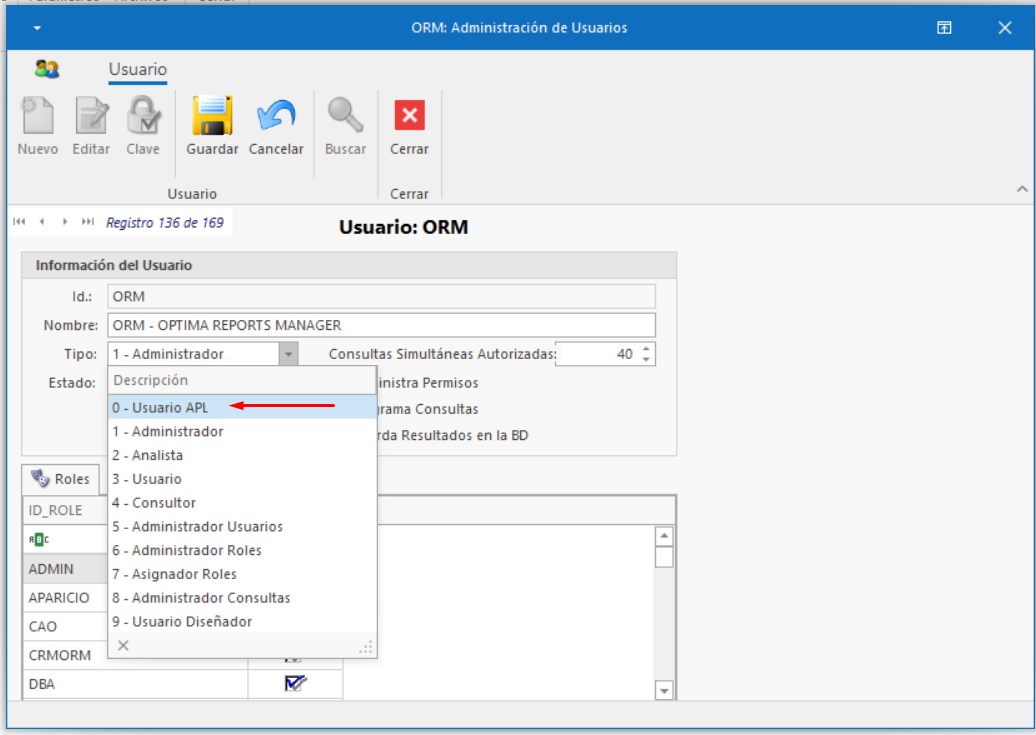 Parámetros Archivos Cerrar
ORM: Administración de Usuarios
Usuario
Nuevo Editar Clave Guardar Cancelar Buscar Cerrar
Usuario Cerrar
Registro 136 de 169
Usuario: ORM
Información del Usuario
Id.: ORM
Nombre: ORM - OPTIMA REPORTS MANAGER
Tipo: 1 - Administrador Consultas Simultáneas Autorizadas: 40
Estado: inistra Permisos
Descripción
0 - Usuario APL
grama Consultas
1 - Administrador
rda Resultados en la BD
2 - Analista
3 - Usuario
Roles
4 - Consultor
ID_ROLE
5 - Administrador Usuarios
ABC
6 - Administrador Roles
ADMIN
7 - Asignador Roles
APARICIO
8 - Administrador Consultas
CAO
9 - Usuario Diseñador
CRMORM
DBA